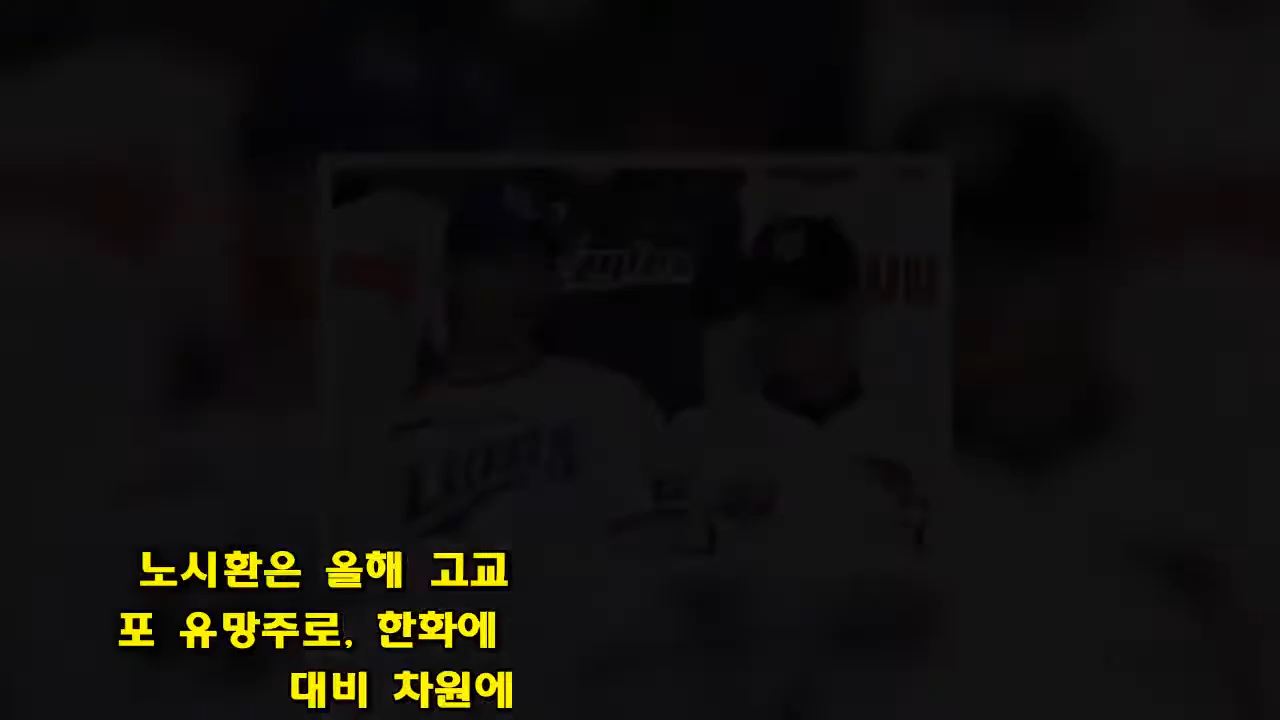 노시환은 올해 고교
포 유망주로, 한화에
대비 차원에